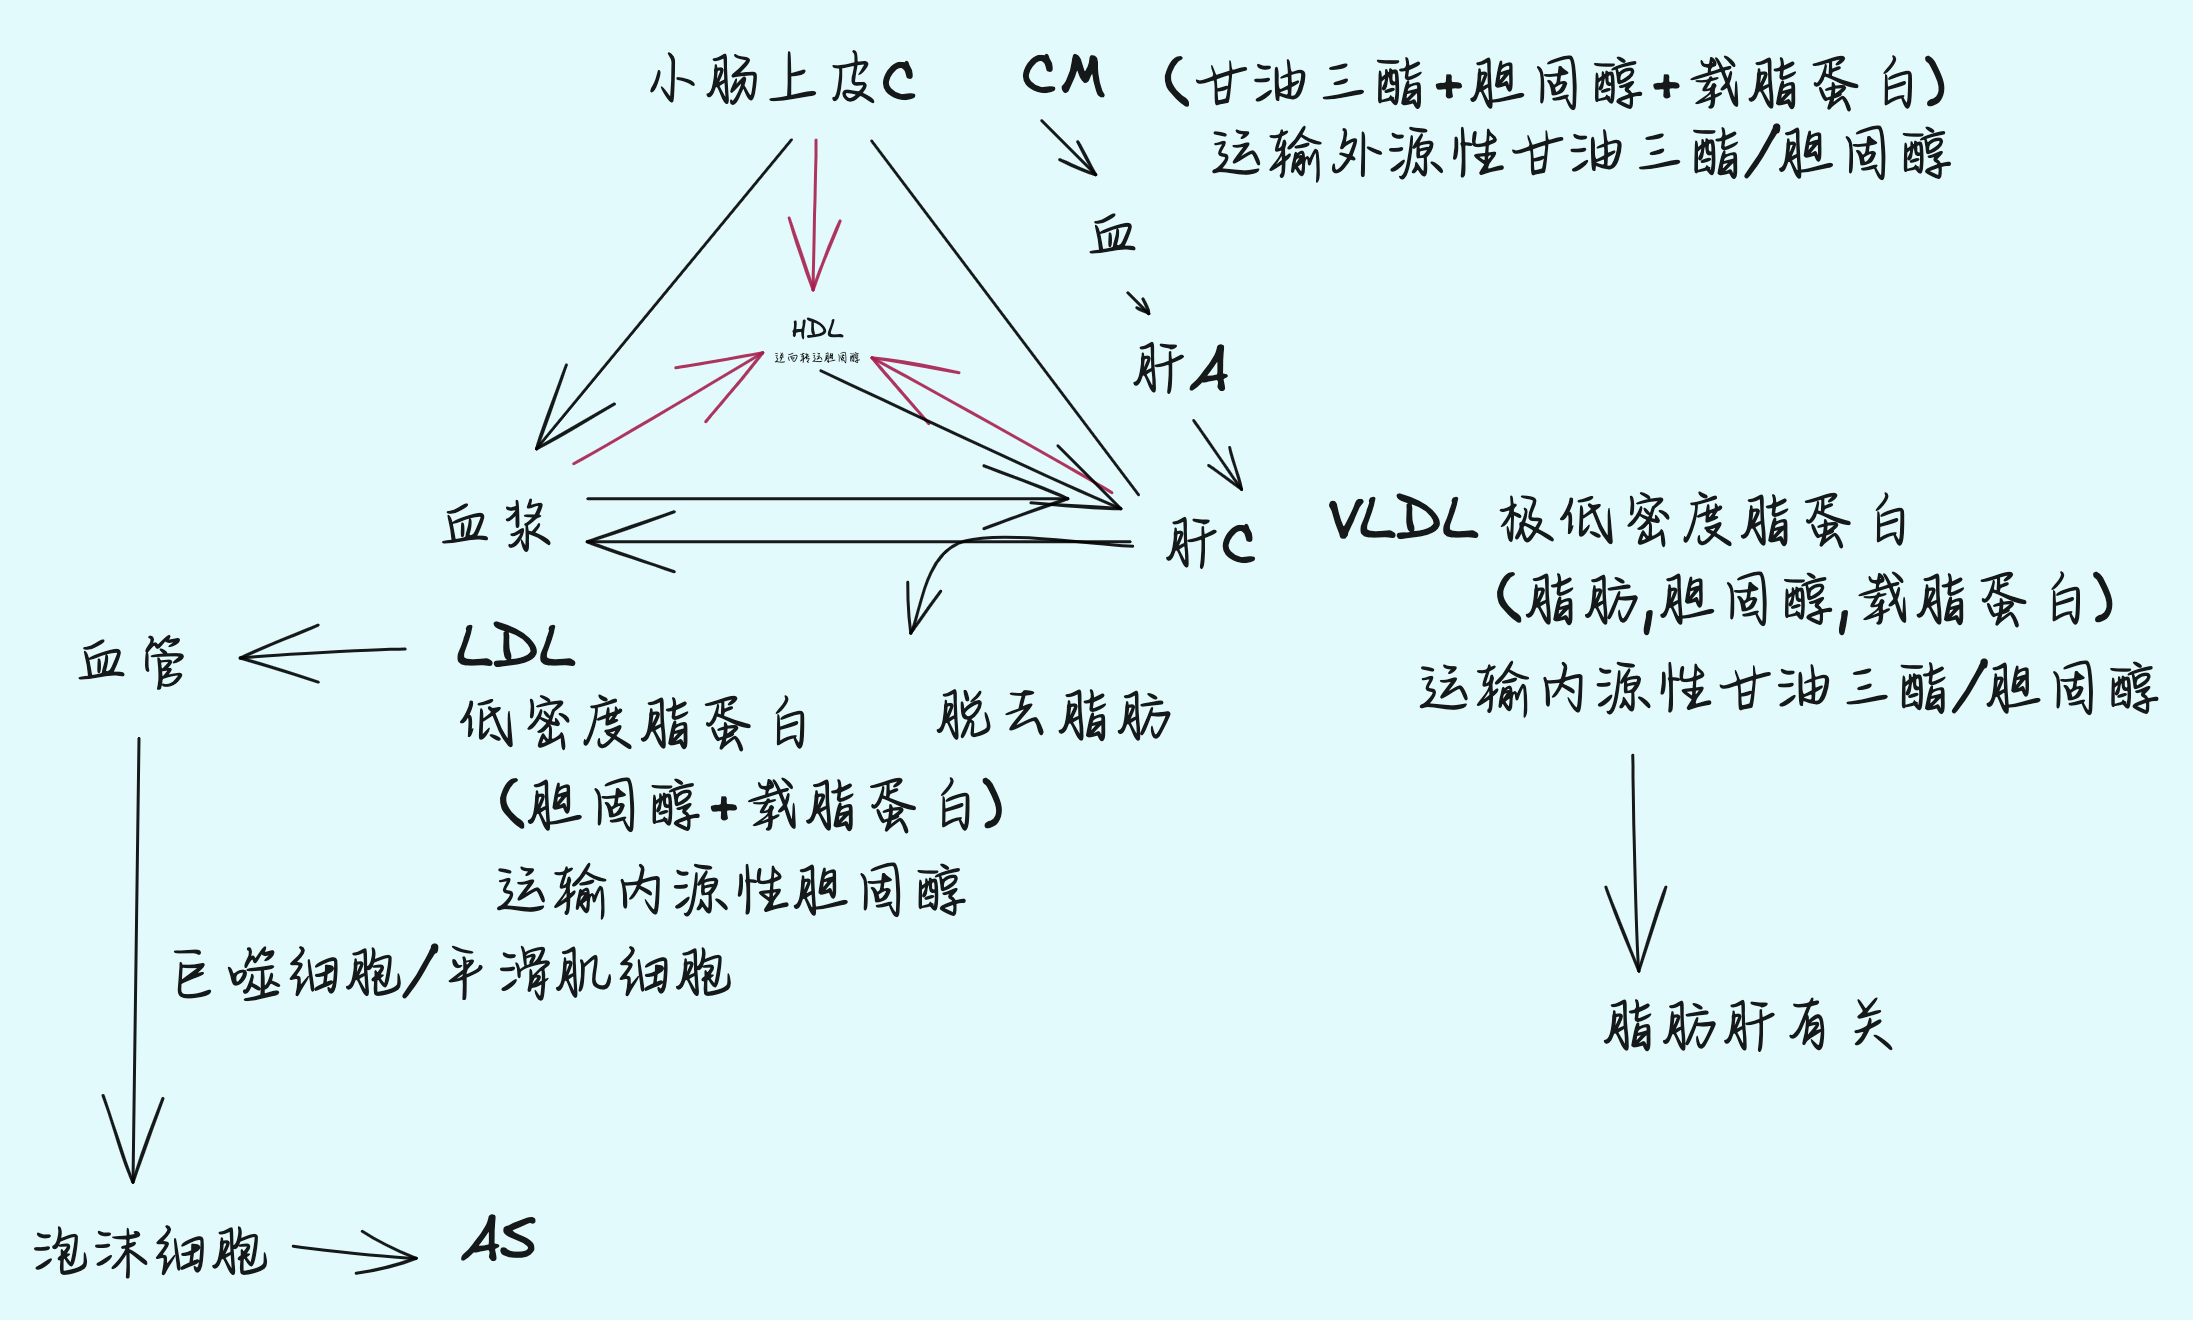 小肠上皮C
CM
(甘油三酯+胆固醇+载脂蛋白)
运输外源性甘油三酯/胆固醇
血
肝A
HDL
逆向转运胆固醇
血浆
肝C
VLDL 极低密度脂蛋白
(脂肪,胆固醇,载脂蛋白)
运输内源性甘油三酯/胆固醇
脂肪肝有关
血管
LDL
低密度脂蛋白
(胆固醇+载脂蛋白)
运输内源性胆固醇
脱去脂肪
巨噬细胞/平滑肌细胞
泡沫细胞
AS